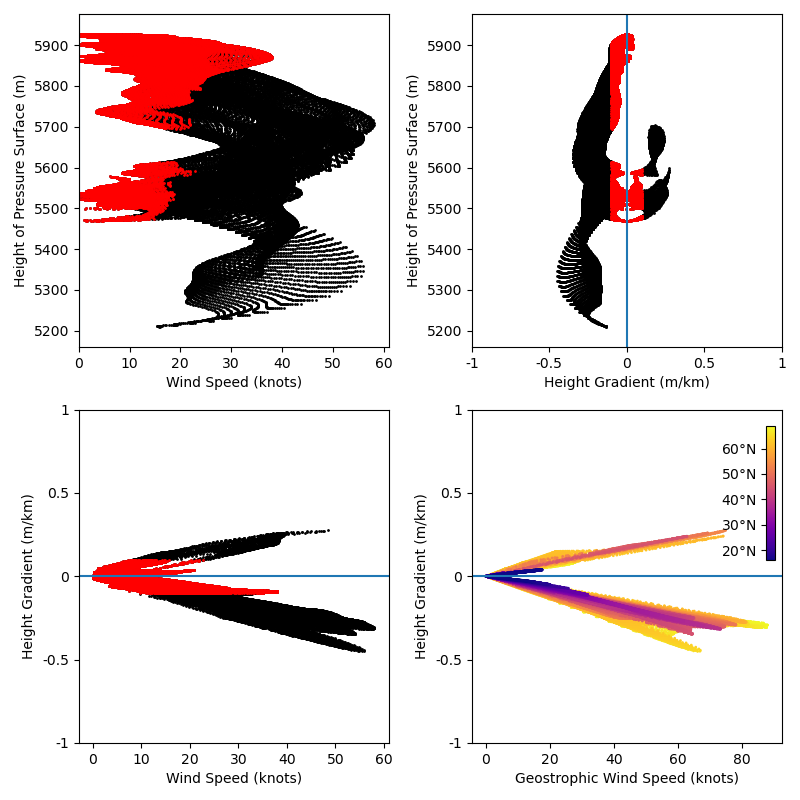 5900
5800
5700
5600
5500
5400
5300
5200
Height of Pressure Surface (m)
0 10 20 30 40 50 60
Wind Speed (knots)
5900
5800
5700
5600
5500
5400
5300
5200
Height of Pressure Surface (m)
-1 -0.5 0 0.5 1
Height Gradient (m/km)
1
0.5
0
-0.5
-1
Height Gradient (m/km)
0 10 20 30 40 50 60
Wind Speed (knots)
1
0.5
0
-0.5
-1
Height Gradient (m/km)
60°N
50°N
40°N
30°N
20°N
0 20 40 60 80
Geostrophic Wind Speed (knots)